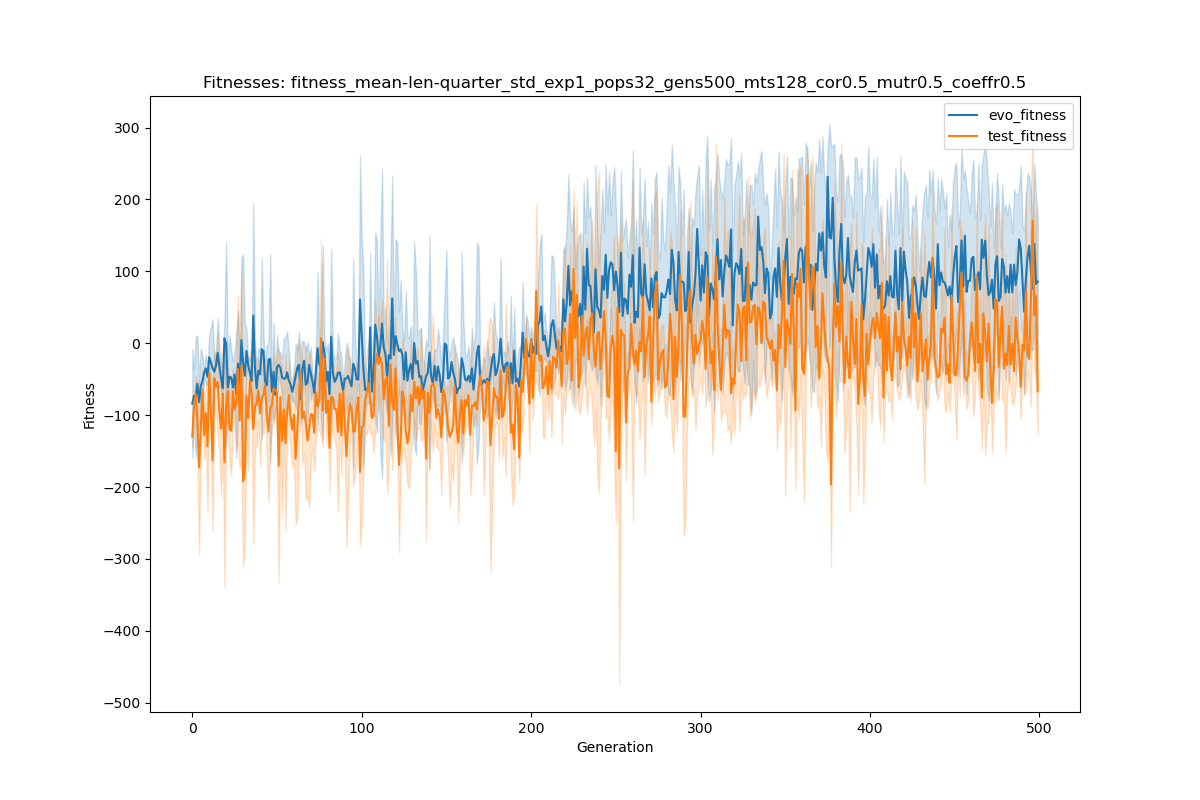 Fitnesses: fitness_mean-len-quarter_std_exp1_pops32_gens500_mts128_cor0.5_mutr0.5_coeffr0.5
evo_fitness
test_fitness
300
200
100
0
−100
−200
−300
−400
−500
Fitness
0 100 200 300 400 500
Generation